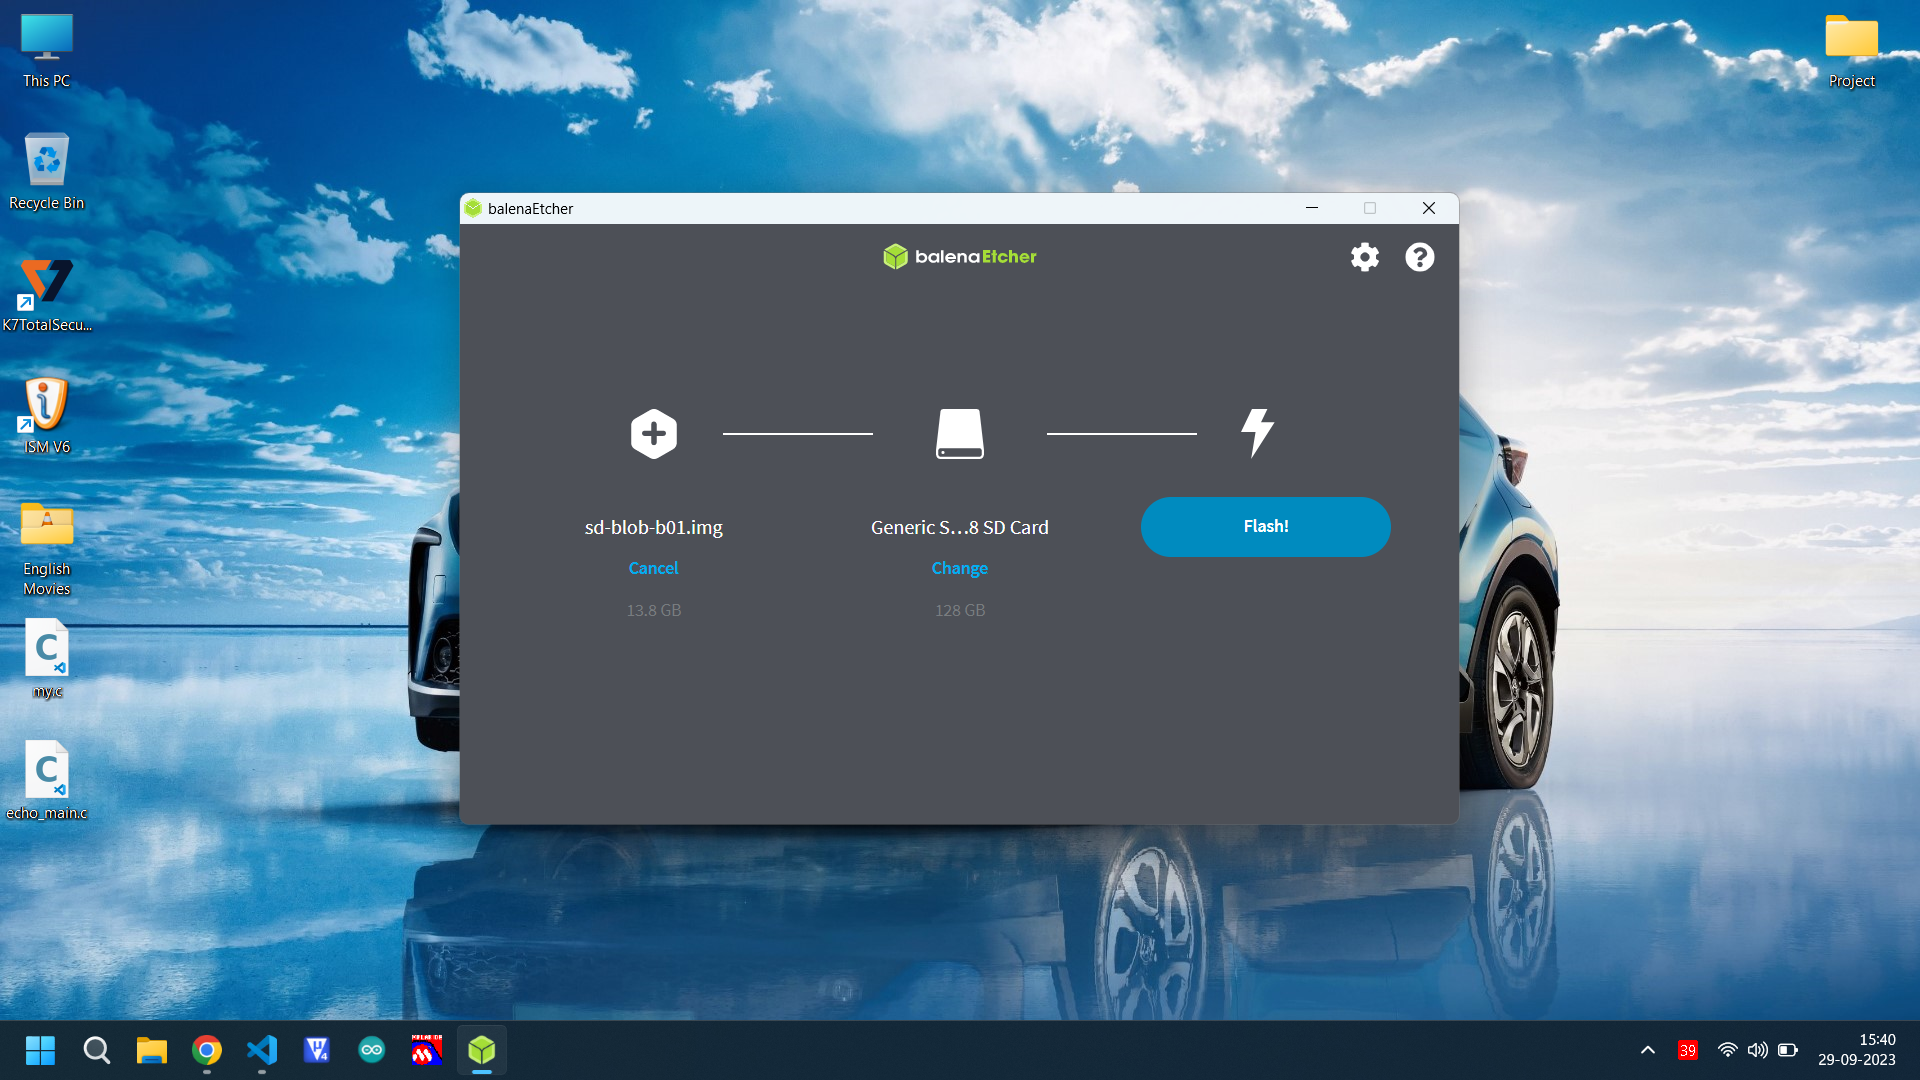 This PC
Recycle Bin
K7TotalSecu...
ISM V6
English
Movies
my.c
echo_main.c
Project
balenaEtcher
balenaEtcher
sd-blob-b01.img
Cancel
13.8 GB
Generic S...8 SD Card
Change
128 GB
Flash!
39
15:40
29-09-2023